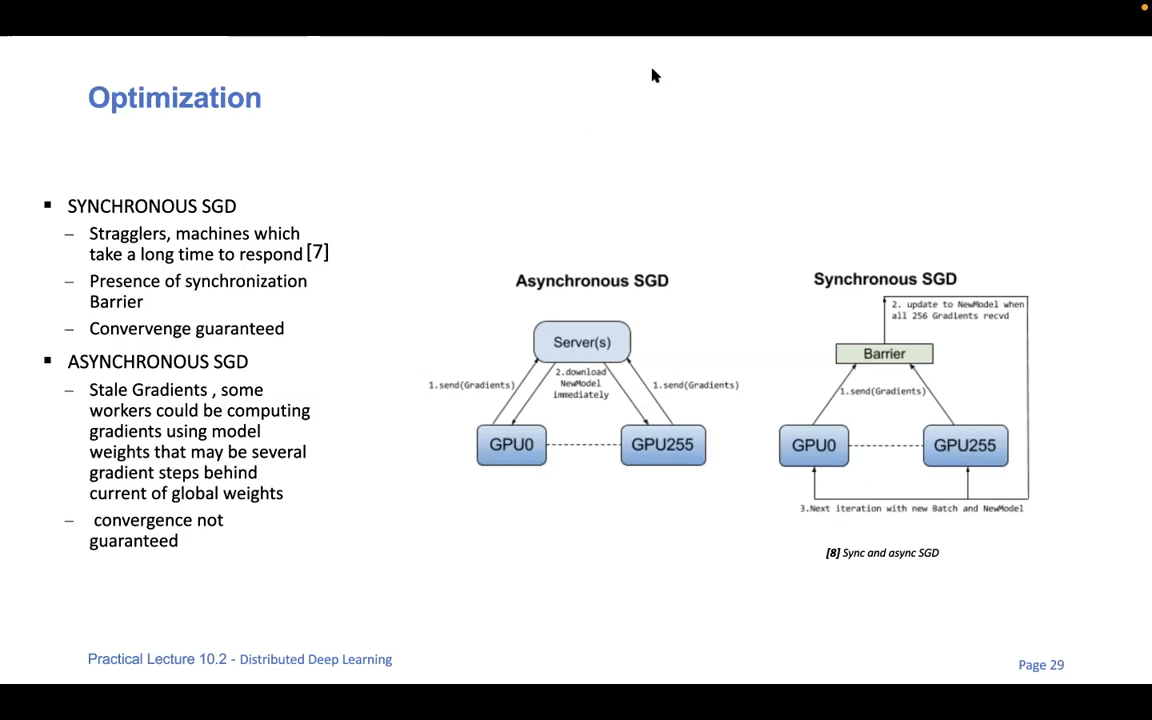 Optimization
▪ SYNCHRONOUS SGD
– Stragglers, machines which
take a long time to respond [7]
– Presence of synchronization
Barrier
– Convervenge guaranteed
▪ ASYNCHRONOUS SGD
– Stale Gradients , some
workers could be computing
gradients using model
weights that may be several
gradient steps behind
current of global weights
– convergence not
guaranteed
Asynchronous SGD
Server(s)
1.send(Gradients)
2.download
NewModel
immediately
1.send(Gradients)
GPU0
GPU255
Synchronous SGD
2. update to NewModel when
all 256 Gradients recvd
Barrier
1.send(Gradients)
GPU0
GPU255
3.Next iteration with new Batch and NewModel
[8] Sync and async SGD
Practical Lecture 10.2 - Distributed Deep Learning
Page 29